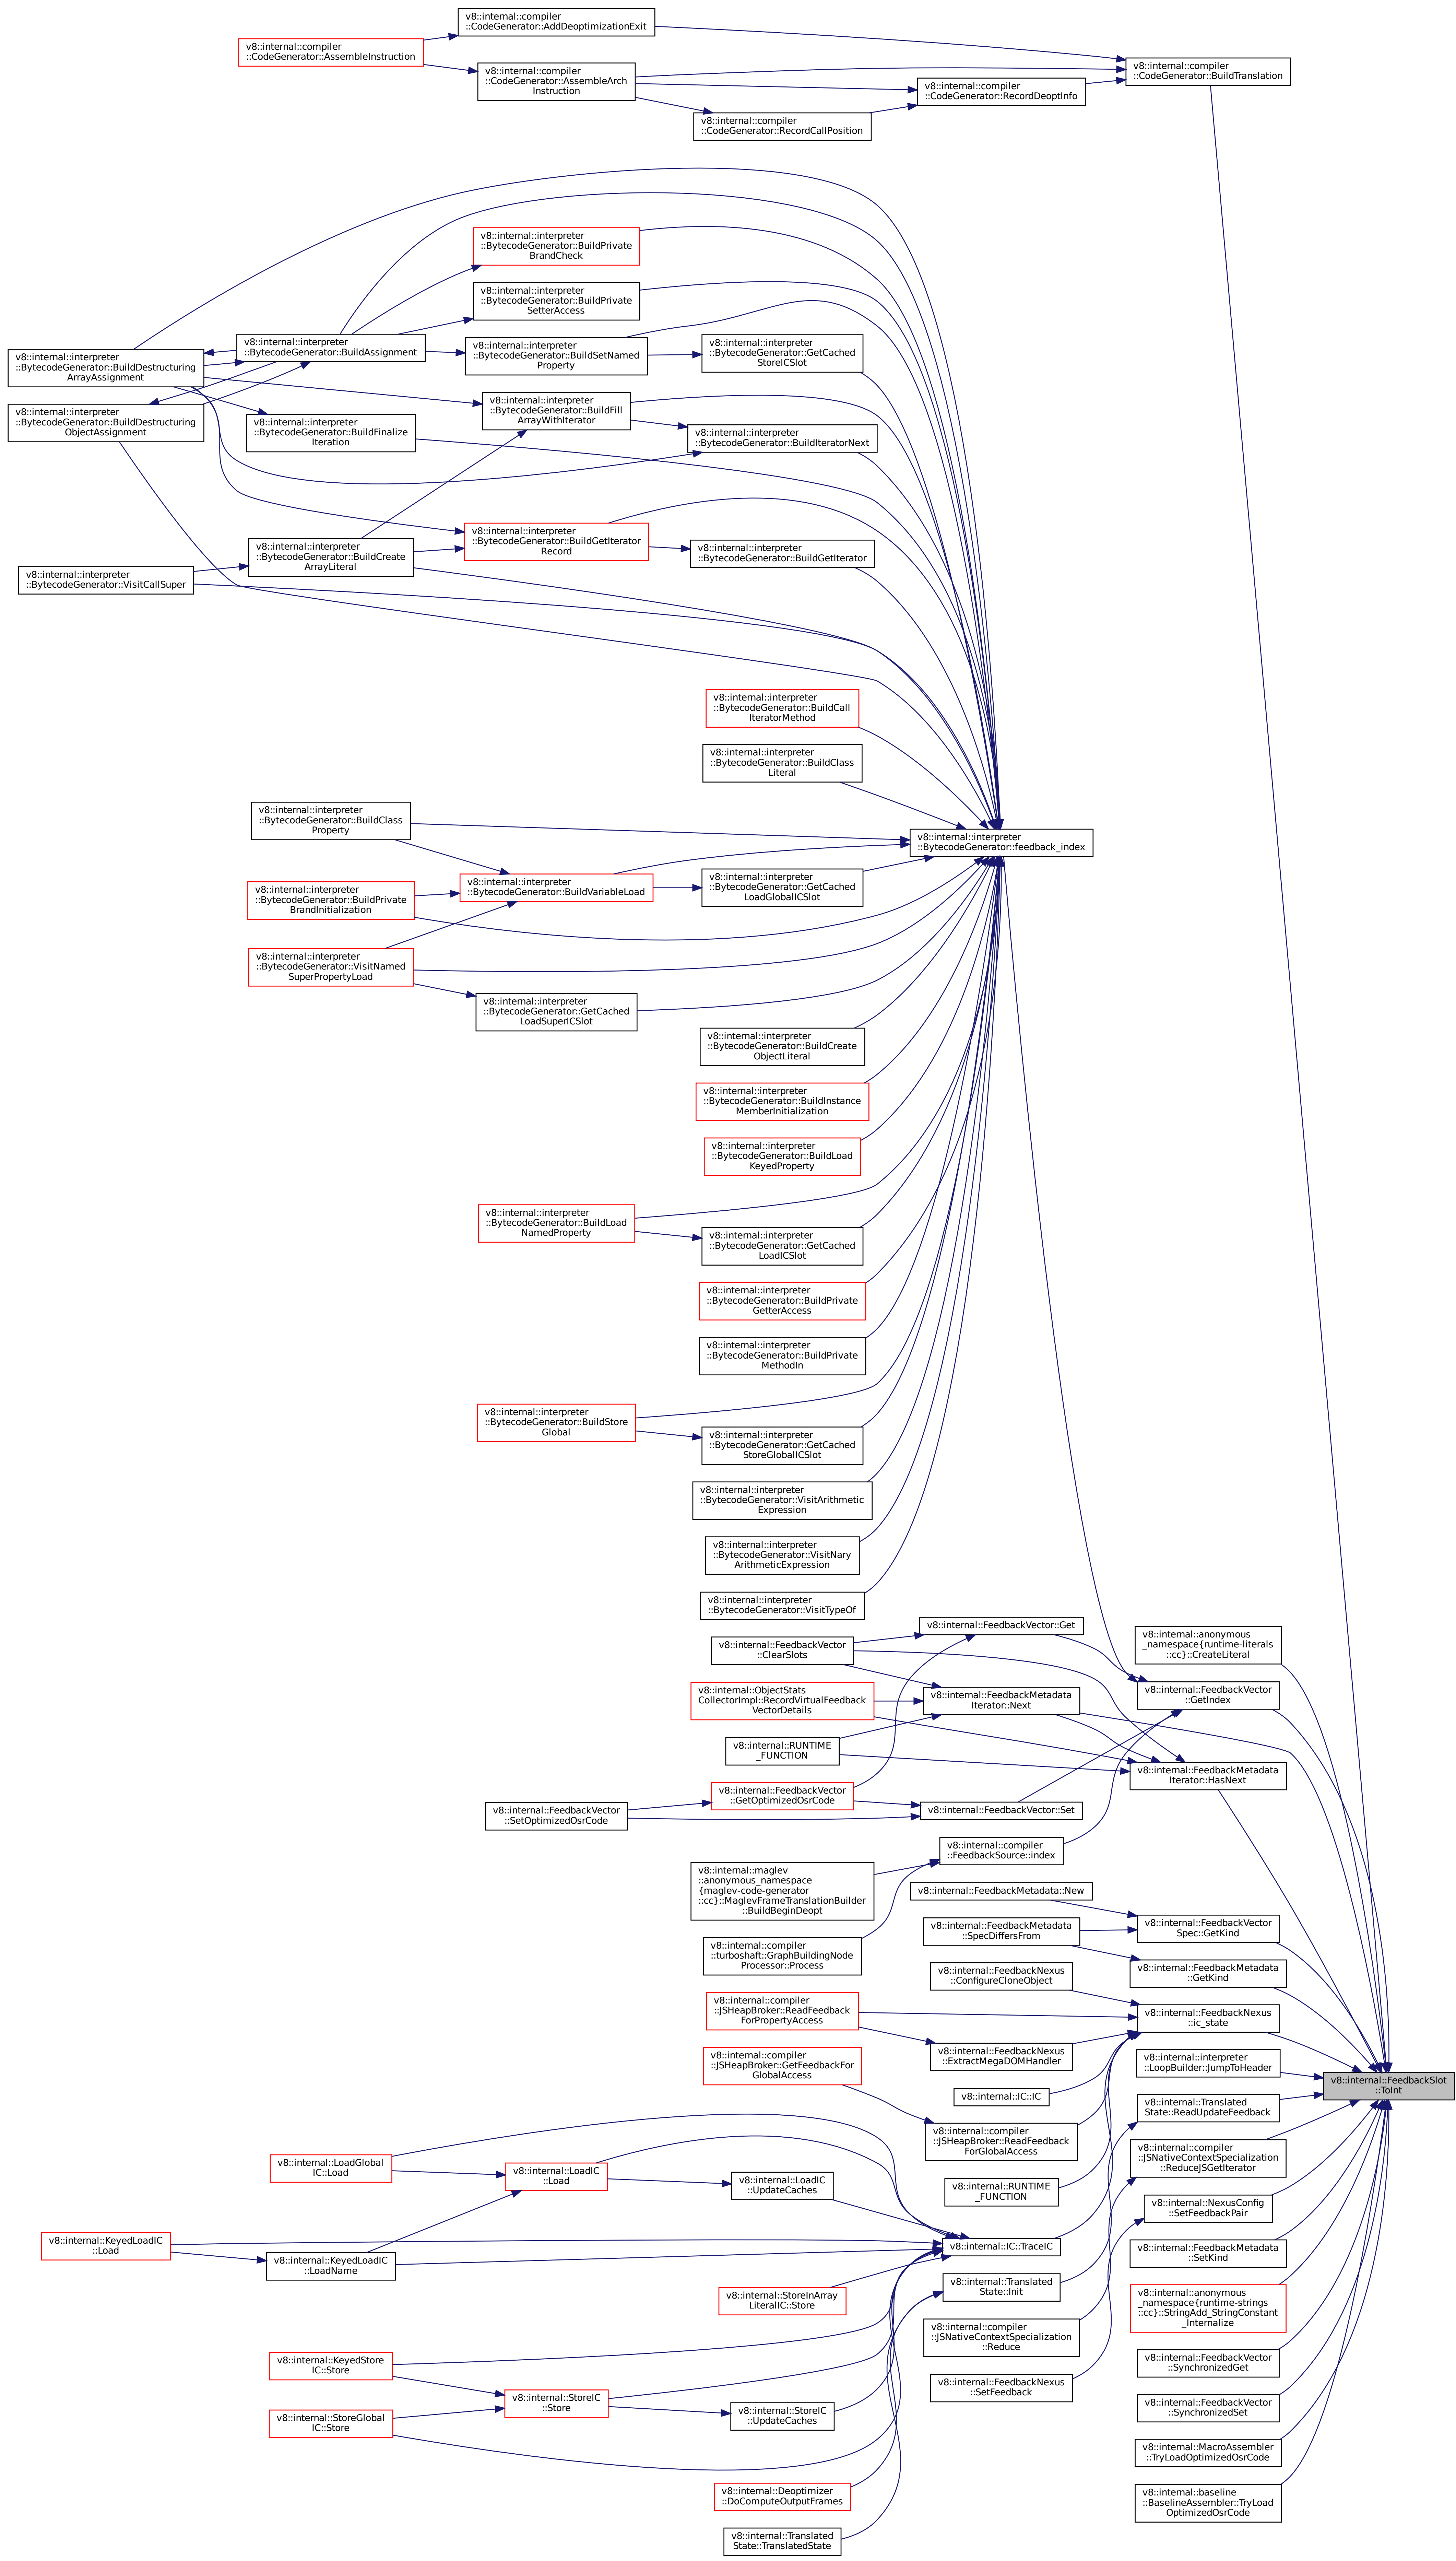 v8::internal::compiler
::CodeGenerator::AddDeoptimizationExit
v8::internal::compiler
::CodeGenerator::AssembleInstruction
v8::internal::compiler
::CodeGenerator::AssembleArch
Instruction
v8::internal::compiler
::CodeGenerator::BuildTranslation
v8::internal::compiler
::CodeGenerator::RecordDeoptInfo
v8::internal::compiler
::CodeGenerator::RecordCallPosition
v8::internal::interpreter
::BytecodeGenerator::BuildPrivate
BrandCheck
v8::internal::interpreter
::BytecodeGenerator::BuildPrivate
SetterAccess
v8::internal::interpreter
::BytecodeGenerator::BuildAssignment
v8::internal::interpreter
::BytecodeGenerator::BuildSetNamed
Property
v8::internal::interpreter
::BytecodeGenerator::GetCached
StoreICSlot
v8::internal::interpreter
::BytecodeGenerator::BuildDestructuring
ArrayAssignment
v8::internal::interpreter
::BytecodeGenerator::BuildDestructuring
ObjectAssignment
v8::internal::interpreter
::BytecodeGenerator::BuildFinalize
Iteration
v8::internal::interpreter
::BytecodeGenerator::BuildFill
ArrayWithIterator
v8::internal::interpreter
::BytecodeGenerator::BuildIteratorNext
v8::internal::interpreter
::BytecodeGenerator::BuildGetIterator
Record
v8::internal::interpreter
::BytecodeGenerator::BuildGetIterator
v8::internal::interpreter
::BytecodeGenerator::BuildCreate
ArrayLiteral
v8::internal::interpreter
::BytecodeGenerator::VisitCallSuper
v8::internal::interpreter
::BytecodeGenerator::BuildCall
IteratorMethod
v8::internal::interpreter
::BytecodeGenerator::BuildClass
Literal
v8::internal::interpreter
::BytecodeGenerator::BuildClass
Property
v8::internal::interpreter
::BytecodeGenerator::feedback_index
v8::internal::interpreter
::BytecodeGenerator::BuildPrivate
BrandInitialization
v8::internal::interpreter
::BytecodeGenerator::BuildVariableLoad
v8::internal::interpreter
::BytecodeGenerator::GetCached
LoadGlobalICSlot
v8::internal::interpreter
::BytecodeGenerator::VisitNamed
SuperPropertyLoad
v8::internal::interpreter
::BytecodeGenerator::GetCached
LoadSuperICSlot
v8::internal::interpreter
::BytecodeGenerator::BuildCreate
ObjectLiteral
v8::internal::interpreter
::BytecodeGenerator::BuildInstance
MemberInitialization
v8::internal::interpreter
::BytecodeGenerator::BuildLoad
KeyedProperty
v8::internal::interpreter
::BytecodeGenerator::BuildLoad
NamedProperty
v8::internal::interpreter
::BytecodeGenerator::GetCached
LoadICSlot
v8::internal::interpreter
::BytecodeGenerator::BuildPrivate
GetterAccess
v8::internal::interpreter
::BytecodeGenerator::BuildPrivate
MethodIn
v8::internal::interpreter
::BytecodeGenerator::BuildStore
Global
v8::internal::interpreter
::BytecodeGenerator::GetCached
StoreGlobalICSlot
v8::internal::interpreter
::BytecodeGenerator::VisitArithmetic
Expression
v8::internal::interpreter
::BytecodeGenerator::VisitNary
ArithmeticExpression
v8::internal::interpreter
::BytecodeGenerator::VisitTypeOf
v8::internal::FeedbackVector::Get
v8::internal::anonymous
_namespace{runtime-literals
::cc}::CreateLiteral
v8::internal::FeedbackVector
::ClearSlots
v8::internal::ObjectStats
CollectorImpl::RecordVirtualFeedback
VectorDetails
v8::internal::FeedbackMetadata
Iterator::Next
v8::internal::FeedbackVector
::GetIndex
v8::internal::RUNTIME
_FUNCTION
v8::internal::FeedbackMetadata
Iterator::HasNext
v8::internal::FeedbackVector
::GetOptimizedOsrCode
v8::internal::FeedbackVector
::SetOptimizedOsrCode
v8::internal::FeedbackVector::Set
v8::internal::compiler
::FeedbackSource::index
v8::internal::maglev
::anonymous_namespace
{maglev-code-generator
::cc}::MaglevFrameTranslationBuilder
::BuildBeginDeopt
v8::internal::FeedbackMetadata::New
v8::internal::compiler
::turboshaft::GraphBuildingNode
Processor::Process
v8::internal::FeedbackMetadata
::SpecDiffersFrom
v8::internal::FeedbackVector
Spec::GetKind
v8::internal::FeedbackMetadata
::GetKind
v8::internal::FeedbackNexus
::ConfigureCloneObject
v8::internal::compiler
::JSHeapBroker::ReadFeedback
ForPropertyAccess
v8::internal::FeedbackNexus
::ic_state
v8::internal::FeedbackNexus
::ExtractMegaDOMHandler
v8::internal::compiler
::JSHeapBroker::GetFeedbackFor
GlobalAccess
v8::internal::interpreter
::LoopBuilder::JumpToHeader
v8::internal::FeedbackSlot
::ToInt
v8::internal::IC::IC
v8::internal::Translated
State::ReadUpdateFeedback
v8::internal::compiler
::JSHeapBroker::ReadFeedback
ForGlobalAccess
v8::internal::compiler
::JSNativeContextSpecialization
::ReduceJSGetIterator
v8::internal::LoadGlobal
IC::Load
v8::internal::LoadIC
::Load
v8::internal::LoadIC
::UpdateCaches
v8::internal::RUNTIME
_FUNCTION
v8::internal::NexusConfig
::SetFeedbackPair
v8::internal::KeyedLoadIC
::Load
v8::internal::KeyedLoadIC
::LoadName
v8::internal::IC::TraceIC
v8::internal::FeedbackMetadata
::SetKind
v8::internal::StoreInArray
LiteralIC::Store
v8::internal::Translated
State::Init
v8::internal::anonymous
_namespace{runtime-strings
::cc}::StringAdd_StringConstant
_Internalize
v8::internal::compiler
::JSNativeContextSpecialization
::Reduce
v8::internal::KeyedStore
IC::Store
v8::internal::FeedbackVector
::SynchronizedGet
v8::internal::FeedbackNexus
::SetFeedback
v8::internal::StoreIC
::Store
v8::internal::StoreGlobal
IC::Store
v8::internal::StoreIC
::UpdateCaches
v8::internal::FeedbackVector
::SynchronizedSet
v8::internal::MacroAssembler
::TryLoadOptimizedOsrCode
v8::internal::Deoptimizer
::DoComputeOutputFrames
v8::internal::baseline
::BaselineAssembler::TryLoad
OptimizedOsrCode
v8::internal::Translated
State::TranslatedState